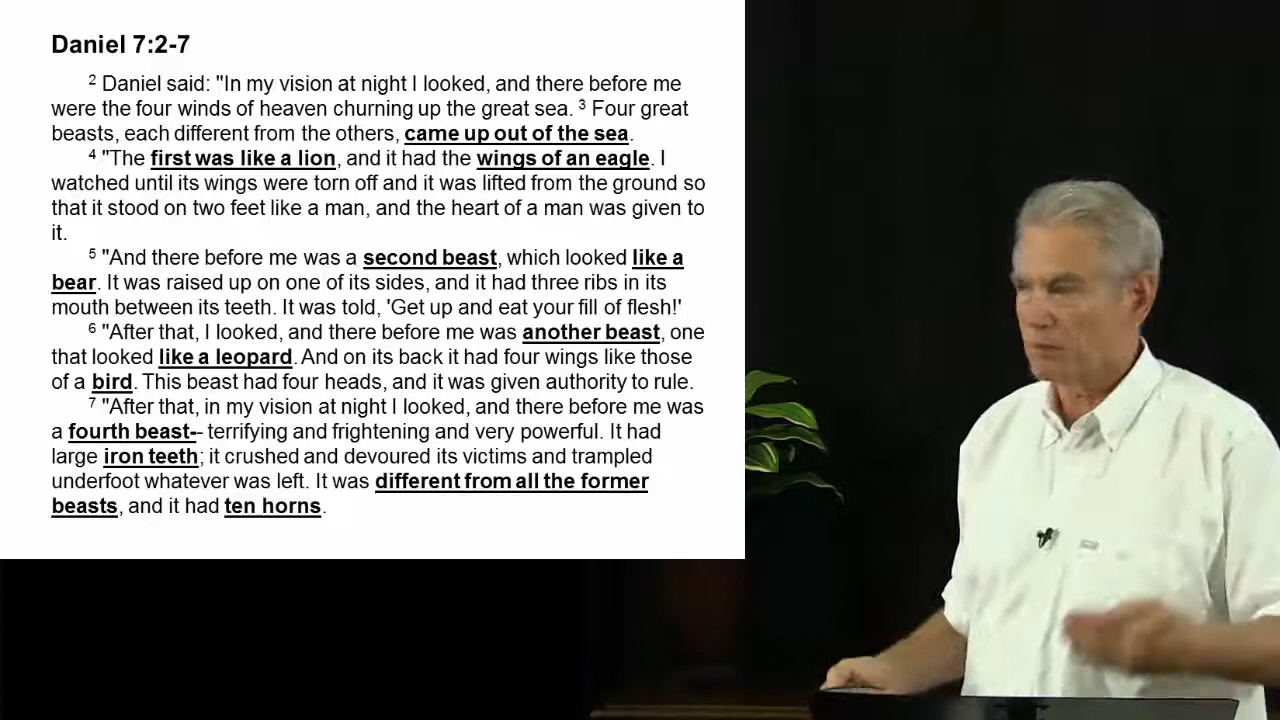 Daniel 7:2-7
2 Daniel said: "In my vision at night I looked, and there before me
were the four winds of heaven churning up the great sea. 3 Four great
beasts, each different from the others, came up out of the sea.
4 "The first was like a lion, and it had the wings of an eagle. I
watched until its wings were torn off and it was lifted from the ground so
that it stood on two feet like a man, and the heart of a man was given to
it.
5 "And there before me was a second beast, which looked like a
bear. It was raised up on one of its sides, and it had three ribs in its
mouth between its teeth. It was told, 'Get up and eat your fill of flesh!'
6 "After that, I looked, and there before me was another beast, one
that looked like a leopard. And on its back it had four wings like those
of a bird. This beast had four heads, and it was given authority to rule.
7 "After that, in my vision at night I looked, and there before me was
a fourth beast-- terrifying and frightening and very powerful. It had
large iron teeth; it crushed and devoured its victims and trampled
underfoot whatever was left. It was different from all the former
beasts, and it had ten horns.